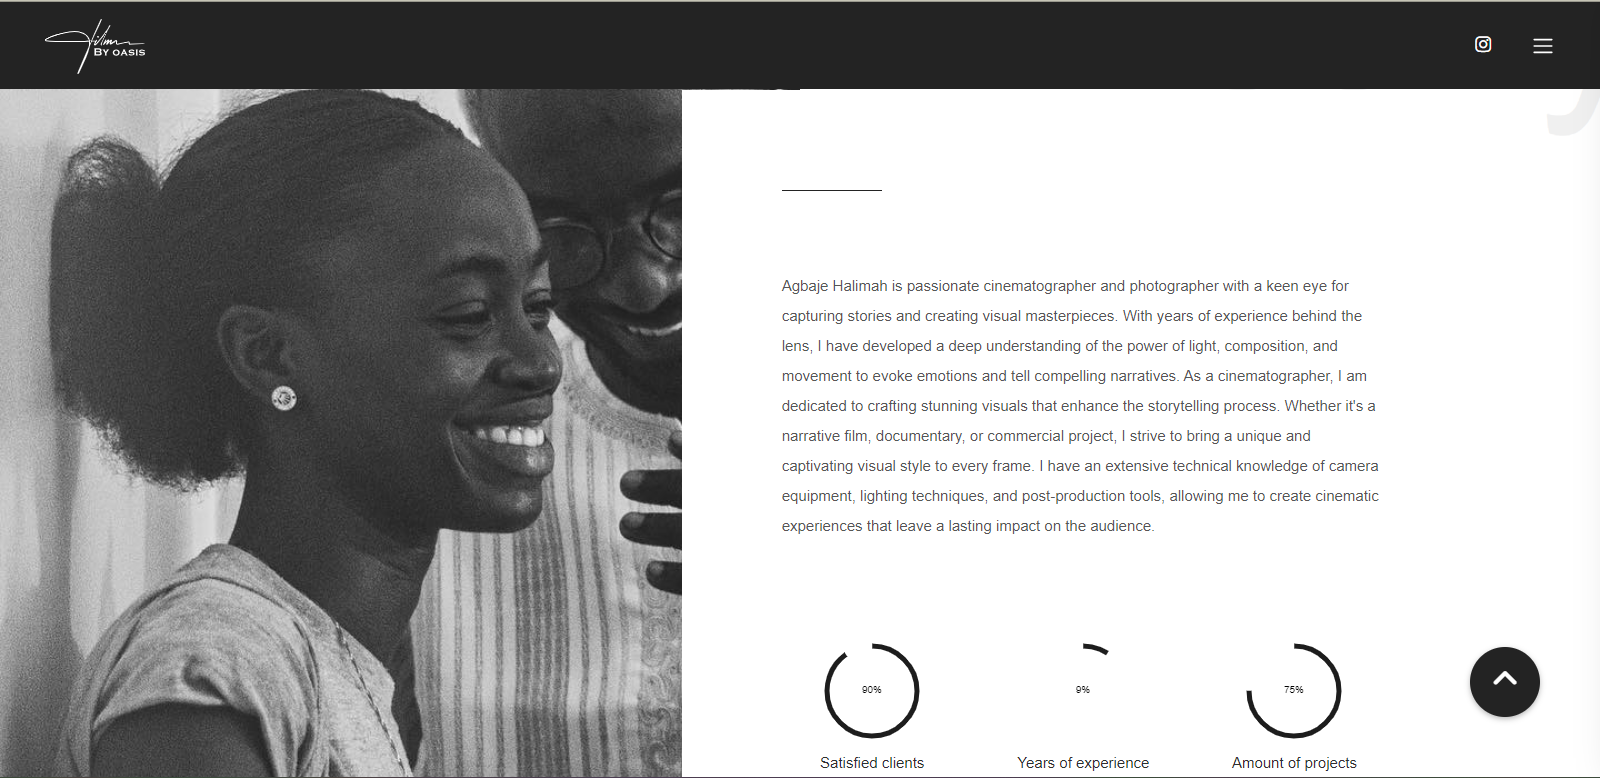 BY OASIS
Agbaje Halimah is passionate cinematographer and photographer with a keen eye for
capturing stories and creating visual masterpieces. With years of experience behind the
lens, I have developed a deep understanding of the power of light, composition, and
movement to evoke emotions and tell compelling narratives. As a cinematographer, I am
dedicated to crafting stunning visuals that enhance the storytelling process. Whether it's a
narrative film, documentary, or commercial project, I strive to bring a unique and
captivating visual style to every frame. I have an extensive technical knowledge of camera
equipment, lighting techniques, and post-production tools, allowing me to create cinematic
experiences that leave a lasting impact on the audience.
90%
9%
75%
Satisfied clients
Years of experience
Amount of projects